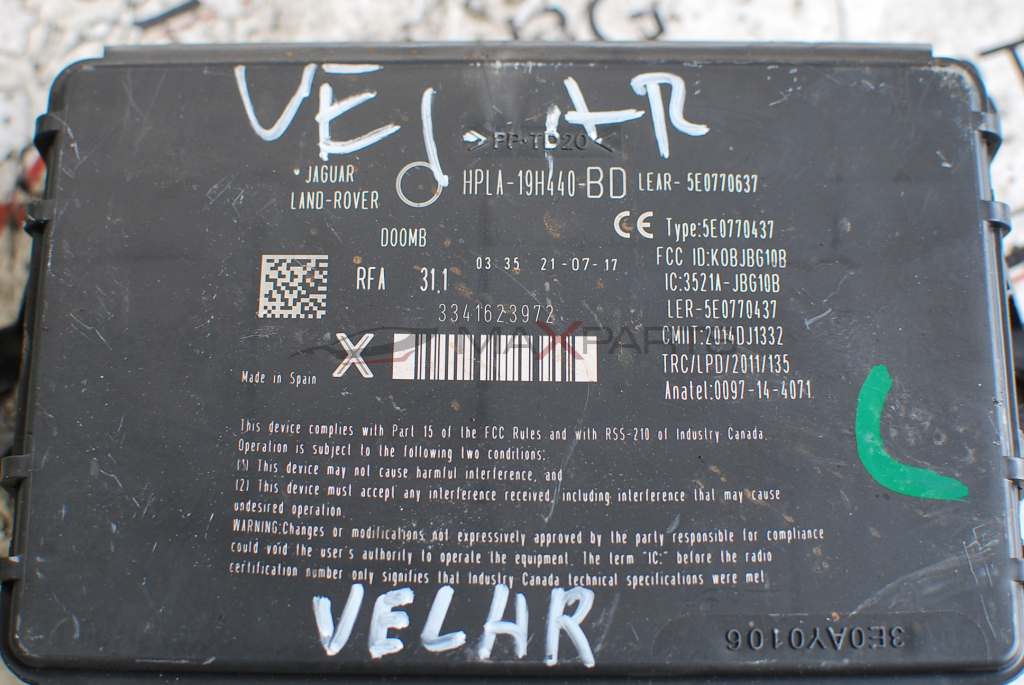 VELAR
>PP-TD20<
JAGUAR
LAND-ROVER
HPLA-19H440-BD LEAR- 5E0770637
CE Type:5E0770437
DOOMB
FCC ID:KOBJBG10B
RFA 31.1 03 35 21-07-17
IC:3521A-JBG10B
3341623972
LER-5E0770437
CMIIT:2014DJ1332
X
MAXPARTS
TRC/LPD/2011/135
Made in Spain
Anatel:0097-14-4071
This device complies with Part 15 of the FCC Rules and with RSS-210 of Industry Canada.
Operation is subject to the following two conditions:
(1) This device may not cause harmful interference, and
(2) This device must accept any interference received, including interference that may cause
undesired operation.
WARNING:Changes or modifications not expressively approved by the party responsible for compliance
could void the user's authority to operate the equipment. The term "IC:" before the radio
certification number only signifies that Industry Canada technical specifications were met
VELAR
3E0AY0106